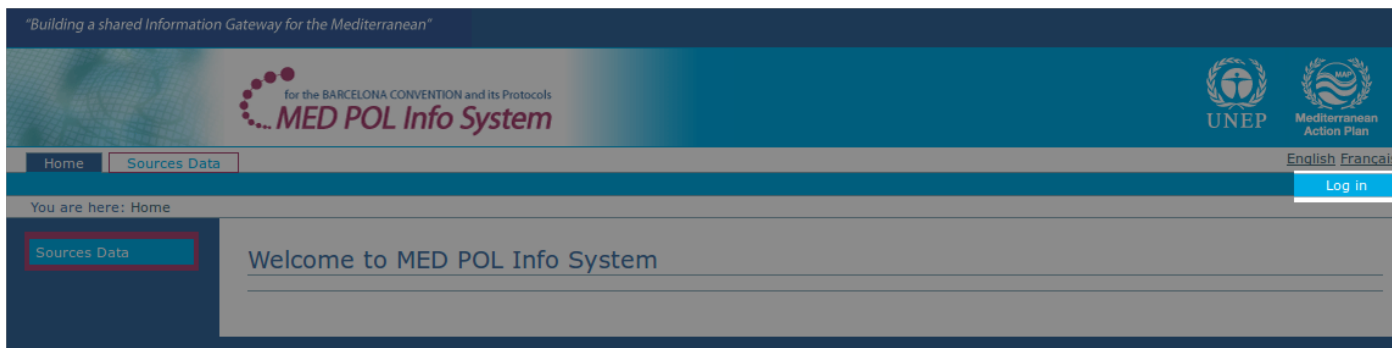 "Building a shared Information Gateway for the Mediterranean"
for the BARCELONA CONVENTION and its Protocols
MED POL Info System
UNEP
MAP
Mediterranean
Action Plan
Home
Sources Data
English Français
Log in
You are here: Home
Sources Data
Welcome to MED POL Info System